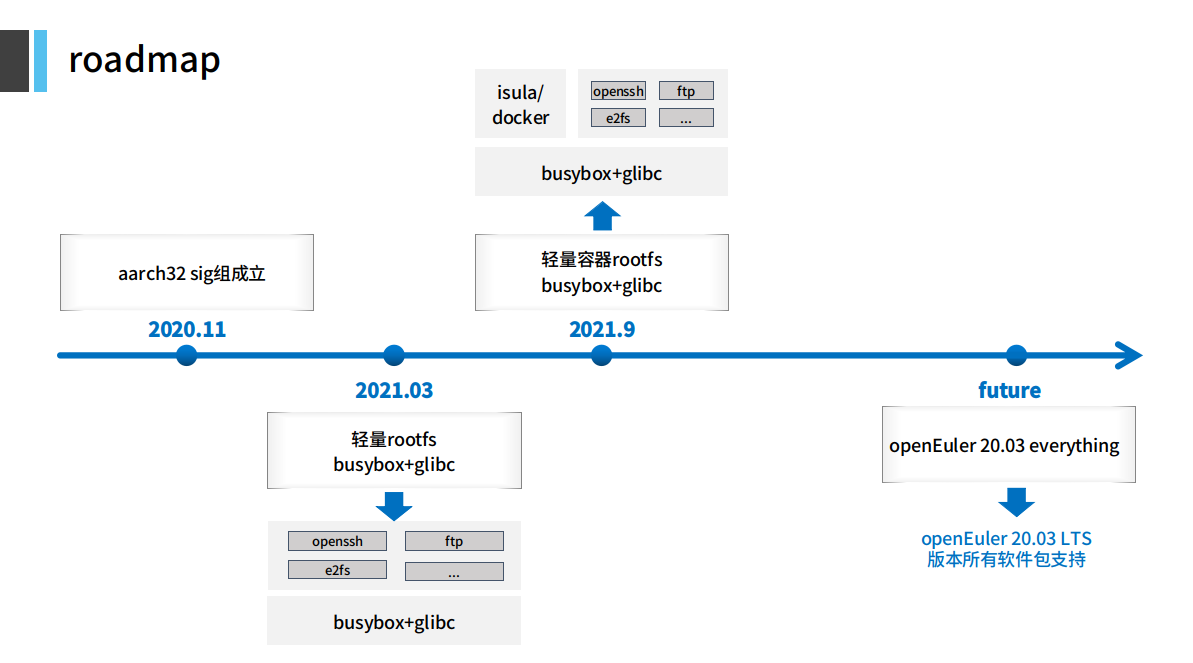 roadmap
isula/
docker
openssh
ftp
e2fs
...
busybox+glibc
aarch32 sig组成立
轻量容器rootfs
busybox+glibc
2020.11
2021.9
2021.03
future
轻量rootfs
busybox+glibc
openEuler 20.03 everything
openssh
ftp
e2fs
...
busybox+glibc
openEuler 20.03 LTS
版本所有软件包支持